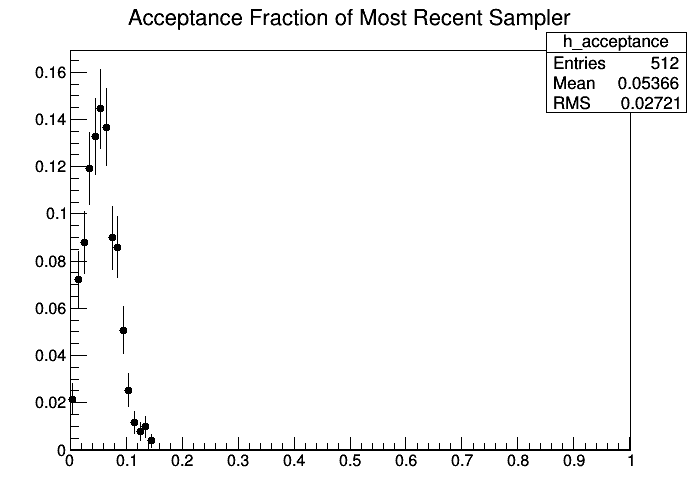 Acceptance Fraction of Most Recent Sampler
h_acceptance
Entries 512
Mean 0.05366
RMS 0.02721
0.16
0.14
0.12
0.1
0.08
0.06
0.04
0.02
0
0 0.1 0.2 0.3 0.4 0.5 0.6 0.7 0.8 0.9 1